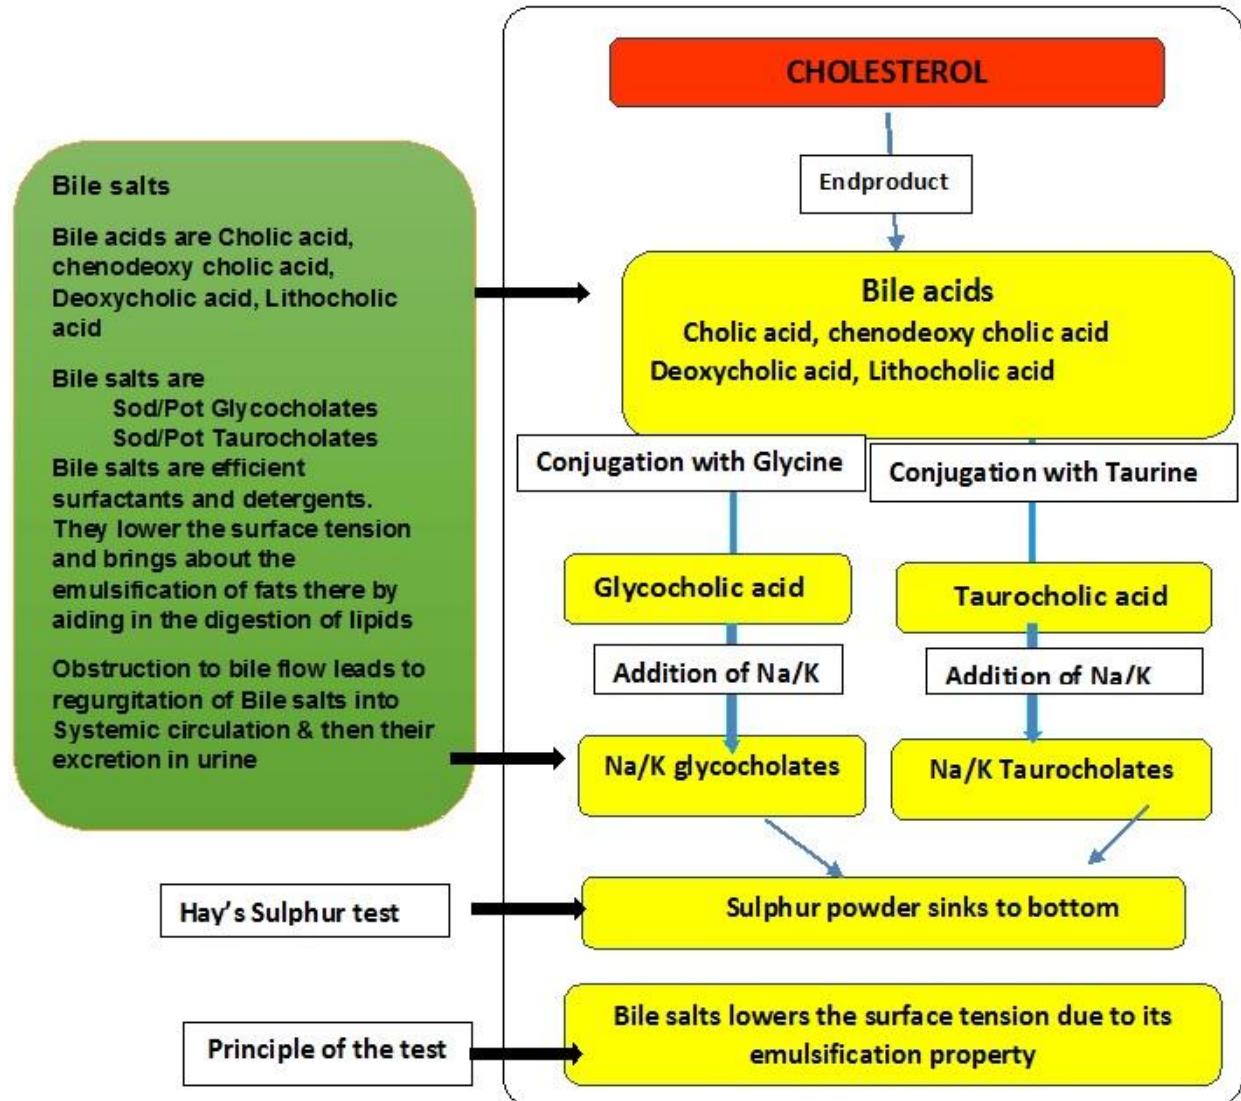 Bile salts
Bile acids are Cholic acid,
chenodeoxy cholic acid,
Deoxycholic acid, Lithocholic
acid
Bile salts are
Sod/Pot Glycocholates
Sod/Pot Taurocholates
Bile salts are efficient
surfactants and detergents.
They lower the surface tension
and brings about the
emulsification of fats there by
aiding in the digestion of lipids
Obstruction to bile flow leads to
regurgitation of Bile salts into
Systemic circulation & then their
excretion in urine
CHOLESTEROL
Endproduct
Bile acids
Cholic acid, chenodeoxy cholic acid
Deoxycholic acid, Lithocholic acid
Conjugation with Glycine
Conjugation with Taurine
Glycocholic acid
Taurocholic acid
Addition of Na/K
Addition of Na/K
Na/K glycocholates
Na/K Taurocholates
Hay’s Sulphur test
Sulphur powder sinks to bottom
Principle of the test
Bile salts lowers the surface tension due to its
emulsification property